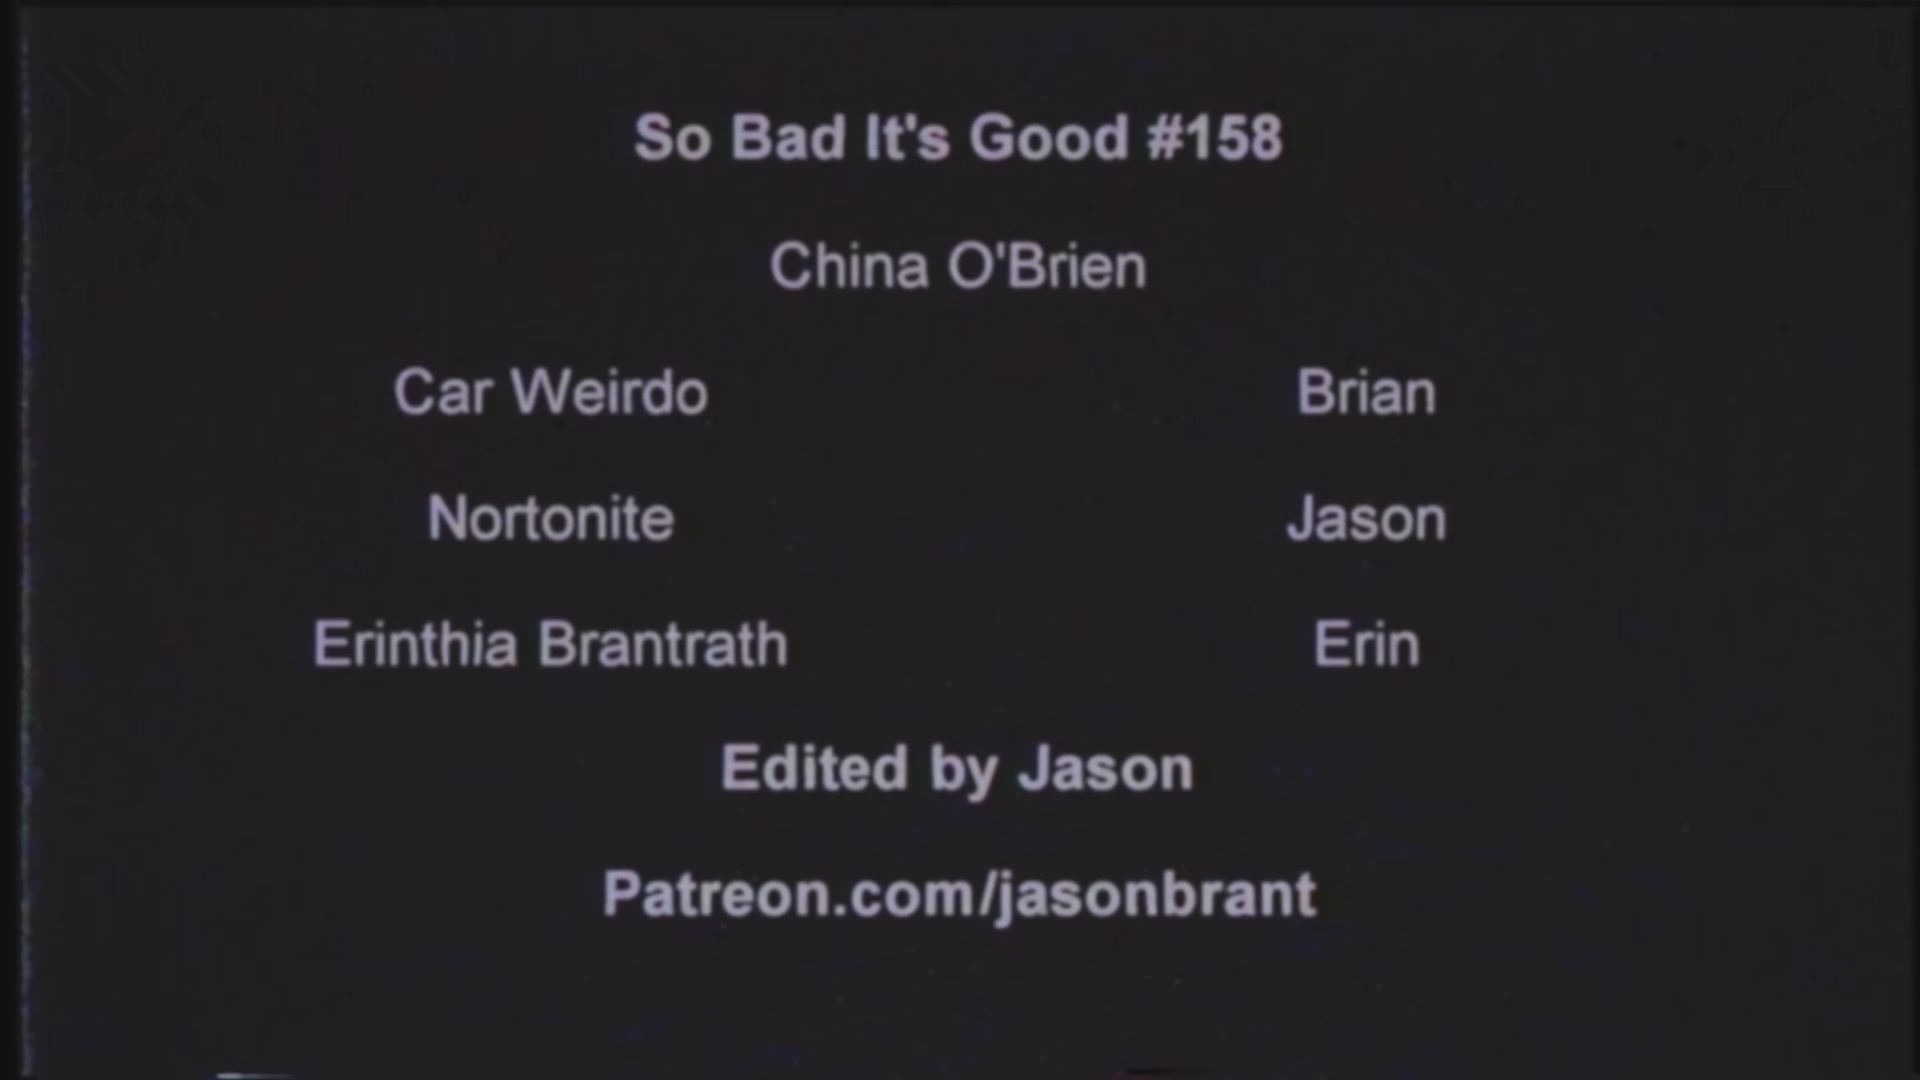 So Bad It's Good #158
China O'Brien
Car Weirdo Brian
Nortonite Jason
Erinthia Brantrath Erin
Edited by Jason
Patreon.com/jasonbrant